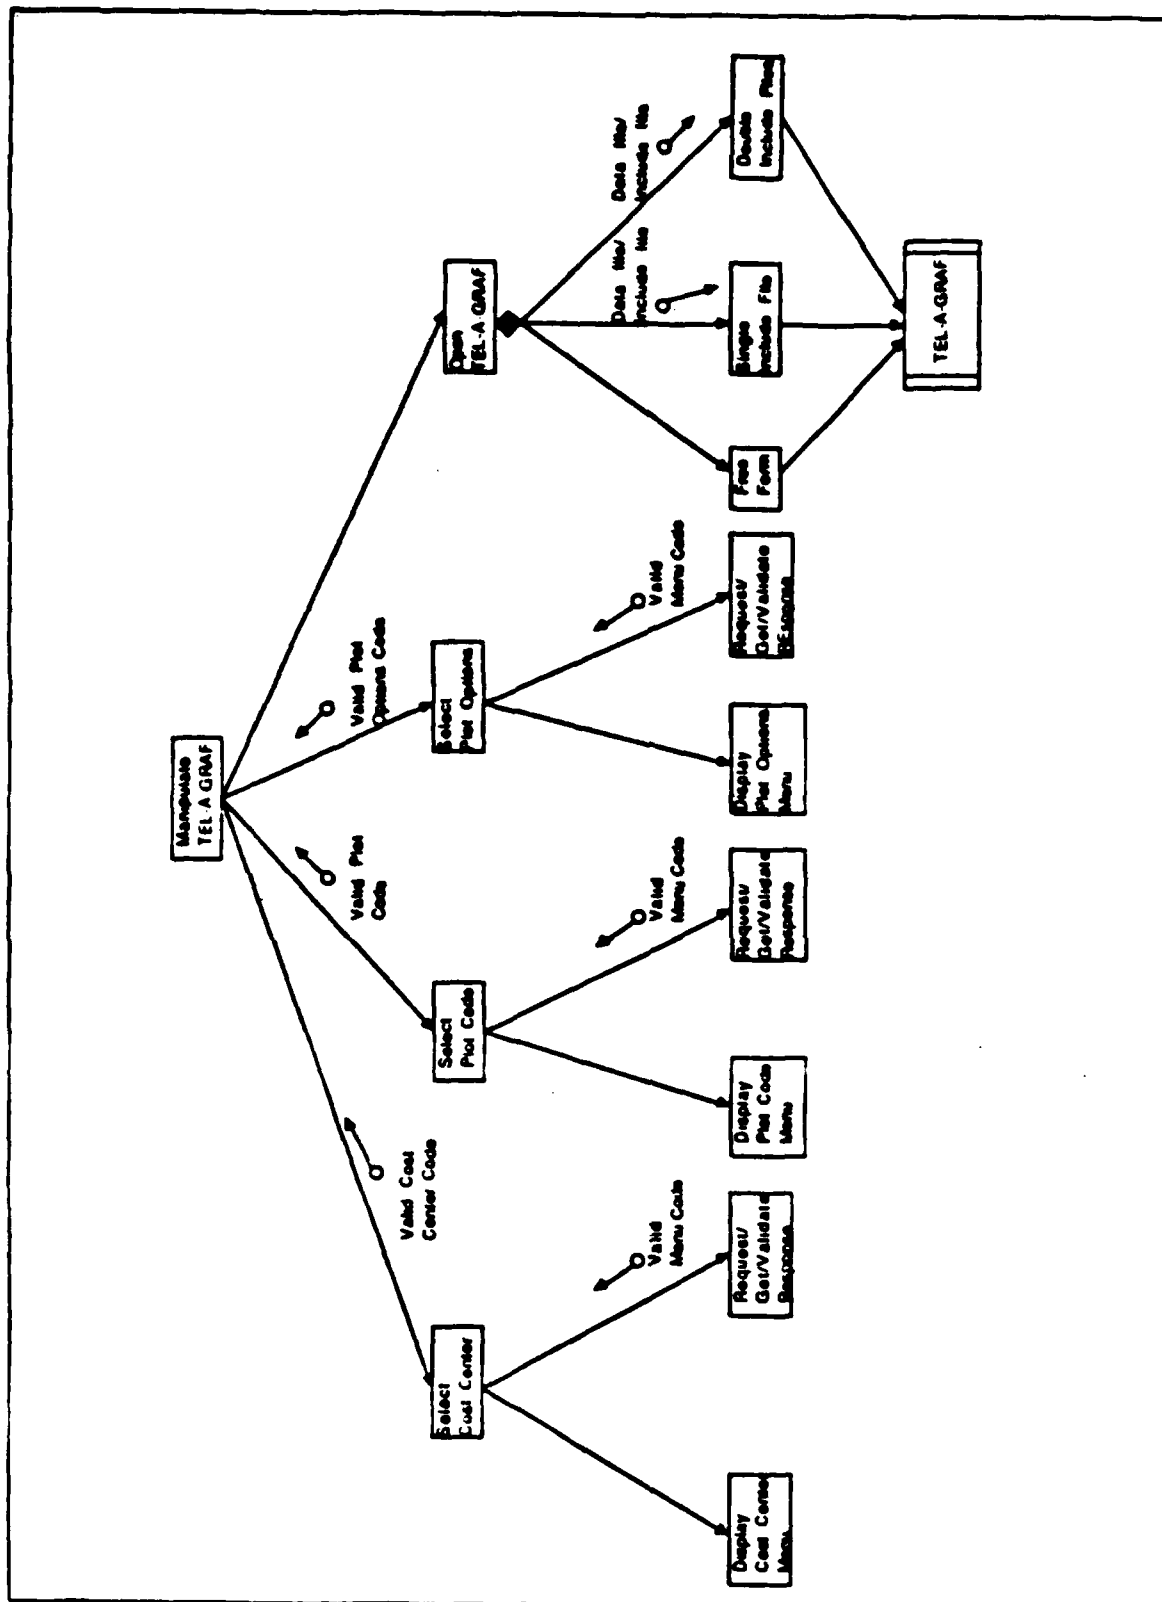 Manipulate
TEL-A-GRAF
Valid Cost
Center Code
Valid Plot
Code
Valid Plot
Options Code
Select
Cost Center
Select
Plot Code
Select
Plot Options
Open
TEL-A-GRAF
Valid
Menu Code
Valid
Menu Code
Valid
Menu Code
Data file/
Include file
Data file/
Include file
Display
Cost Center
Menu
Request/
Get/Validate
Response
Display
Plot Code
Menu
Request/
Get/Validate
Response
Display
Plot Options
Menu
Request/
Get/Validate
REsponse
Free
Form
Single
Include File
Double
Include Files
TEL-A-GRAF